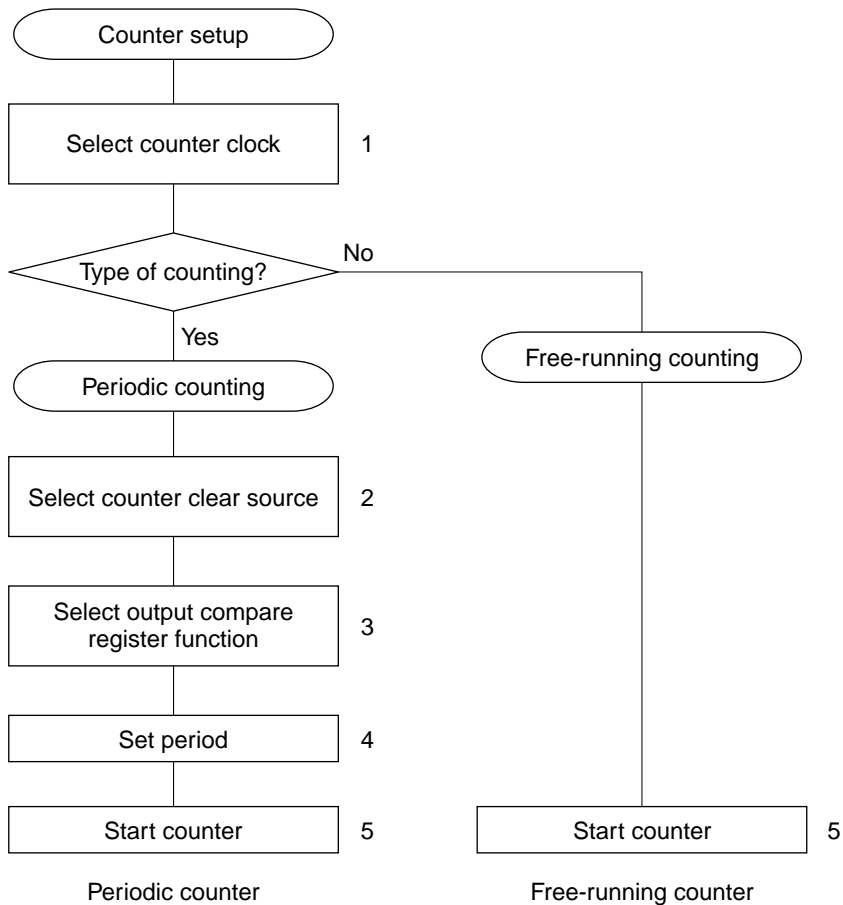 Counter setup
Select counter clock 1
Type of counting?
No
Yes
Free-running counting
Periodic counting
Select counter clear source 2
Select output compare
register function
3
Set period 4
Start counter 5
Start counter 5
Periodic counter
Free-running counter